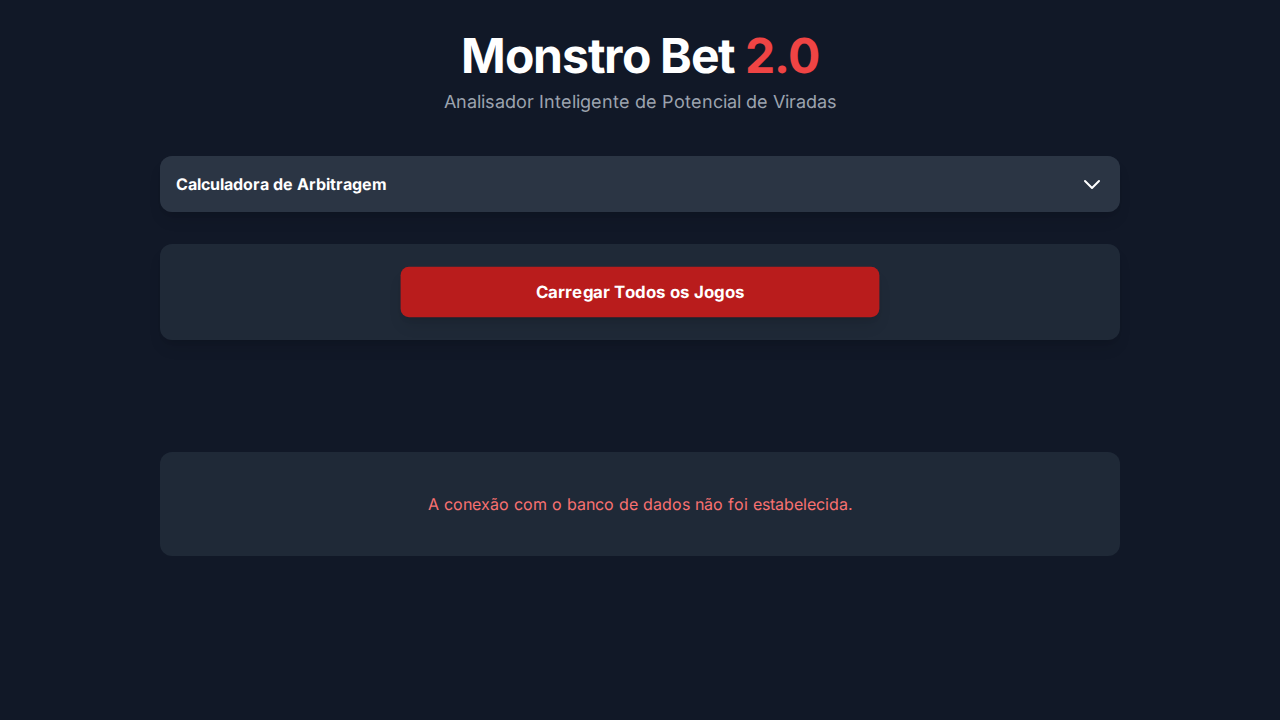 Monstro Bet 2.0
Analisador Inteligente de Potencial de Viradas
Calculadora de Arbitragem
Carregar Todos os Jogos
A conexão com o banco de dados não foi estabelecida.